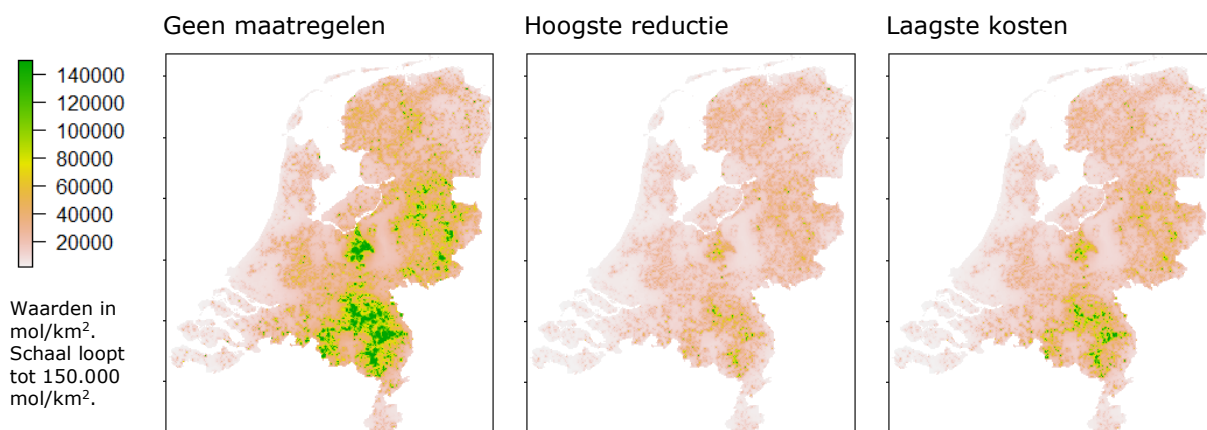 Geen maatregelen
Hoogste reductie
Laagste kosten
140000
120000
100000
80000
60000
40000
20000
Waarden in
mol/km².
Schaal loopt
tot 150.000
mol/km².